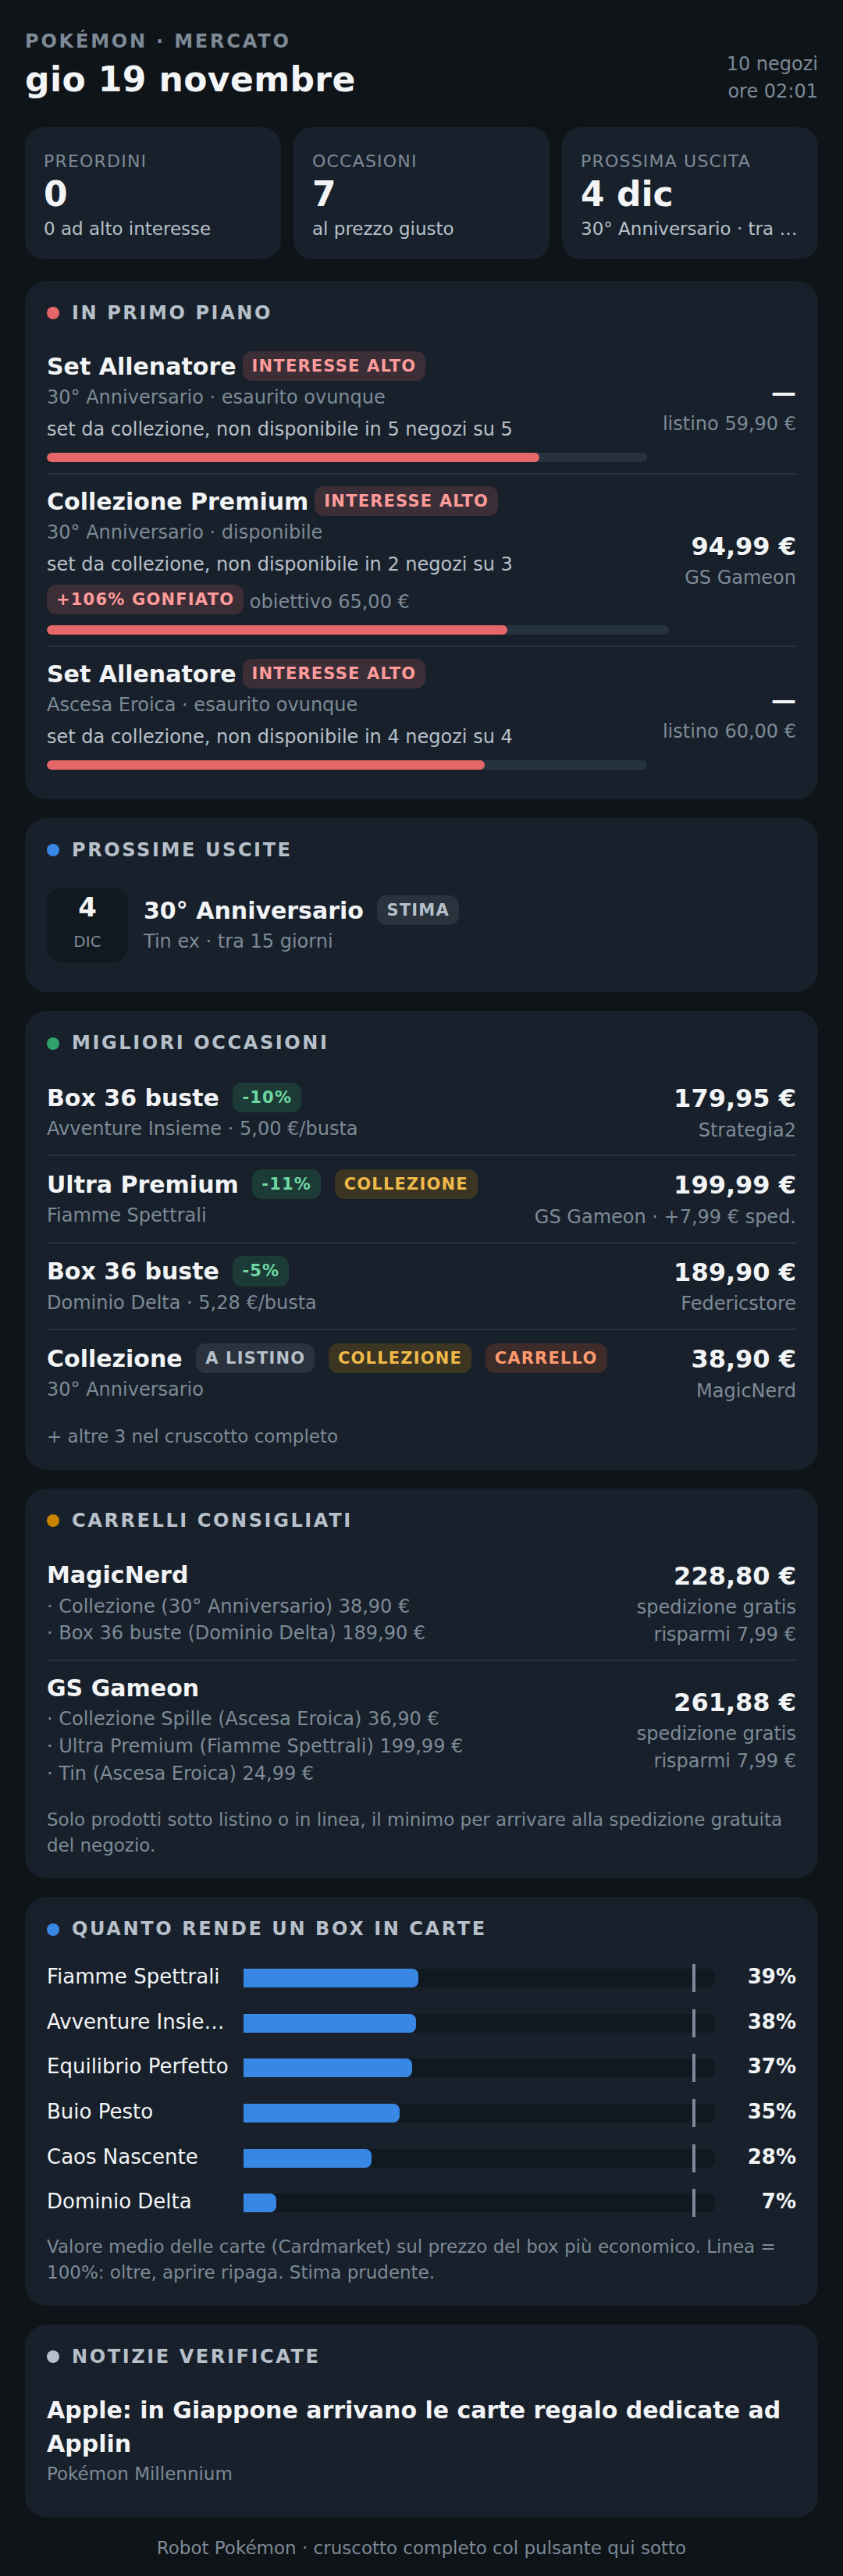 POKÉMON · MERCATO
gio 19 novembre
10 negozi
ore 02:01
PREORDINI
0
0 ad alto interesse
OCCASIONI
7
al prezzo giusto
PROSSIMA USCITA
4 dic
30° Anniversario · tra …
IN PRIMO PIANO
Set Allenatore INTERESSE ALTO
30° Anniversario · esaurito ovunque
set da collezione, non disponibile in 5 negozi su 5
—
listino 59,90 €
Collezione Premium INTERESSE ALTO
30° Anniversario · disponibile
set da collezione, non disponibile in 2 negozi su 3
+106% GONFIATO obiettivo 65,00 €
94,99 €
GS Gameon
Set Allenatore INTERESSE ALTO
Ascesa Eroica · esaurito ovunque
set da collezione, non disponibile in 4 negozi su 4
—
listino 60,00 €
PROSSIME USCITE
4
DIC
30° Anniversario STIMA
Tin ex · tra 15 giorni
MIGLIORI OCCASIONI
Box 36 buste -10%
Avventure Insieme · 5,00 €/busta
179,95 €
Strategia2
Ultra Premium -11% COLLEZIONE
Fiamme Spettrali
199,99 €
GS Gameon · +7,99 € sped.
Box 36 buste -5%
Dominio Delta · 5,28 €/busta
189,90 €
Federicstore
Collezione A LISTINO COLLEZIONE CARRELLO
30° Anniversario
38,90 €
MagicNerd
+ altre 3 nel cruscotto completo
CARRELLI CONSIGLIATI
MagicNerd
· Collezione (30° Anniversario) 38,90 €
· Box 36 buste (Dominio Delta) 189,90 €
228,80 €
spedizione gratis
risparmi 7,99 €
GS Gameon
· Collezione Spille (Ascesa Eroica) 36,90 €
· Ultra Premium (Fiamme Spettrali) 199,99 €
· Tin (Ascesa Eroica) 24,99 €
261,88 €
spedizione gratis
risparmi 7,99 €
Solo prodotti sotto listino o in linea, il minimo per arrivare alla spedizione gratuita
del negozio.
QUANTO RENDE UN BOX IN CARTE
Fiamme Spettrali 39%
Avventure Insie… 38%
Equilibrio Perfetto 37%
Buio Pesto 35%
Caos Nascente 28%
Dominio Delta 7%
Valore medio delle carte (Cardmarket) sul prezzo del box più economico. Linea =
100%: oltre, aprire ripaga. Stima prudente.
NOTIZIE VERIFICATE
Apple: in Giappone arrivano le carte regalo dedicate ad
Applin
Pokémon Millennium
Robot Pokémon · cruscotto completo col pulsante qui sotto